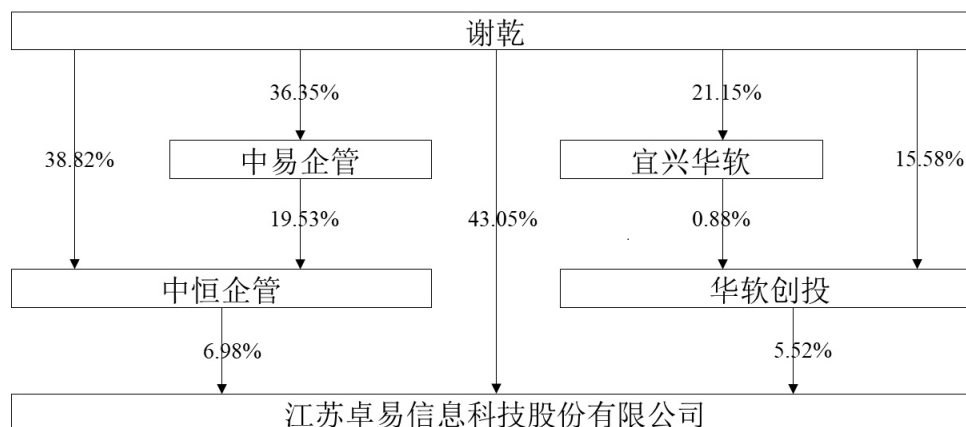 谢乾
36.35%
21.15%
38.82%
中易企管
宜兴华软
15.58%
19.53%
43.05%
0.88%
中恒企管
华软创投
6.98%
5.52%
江苏卓易信息科技股份有限公司